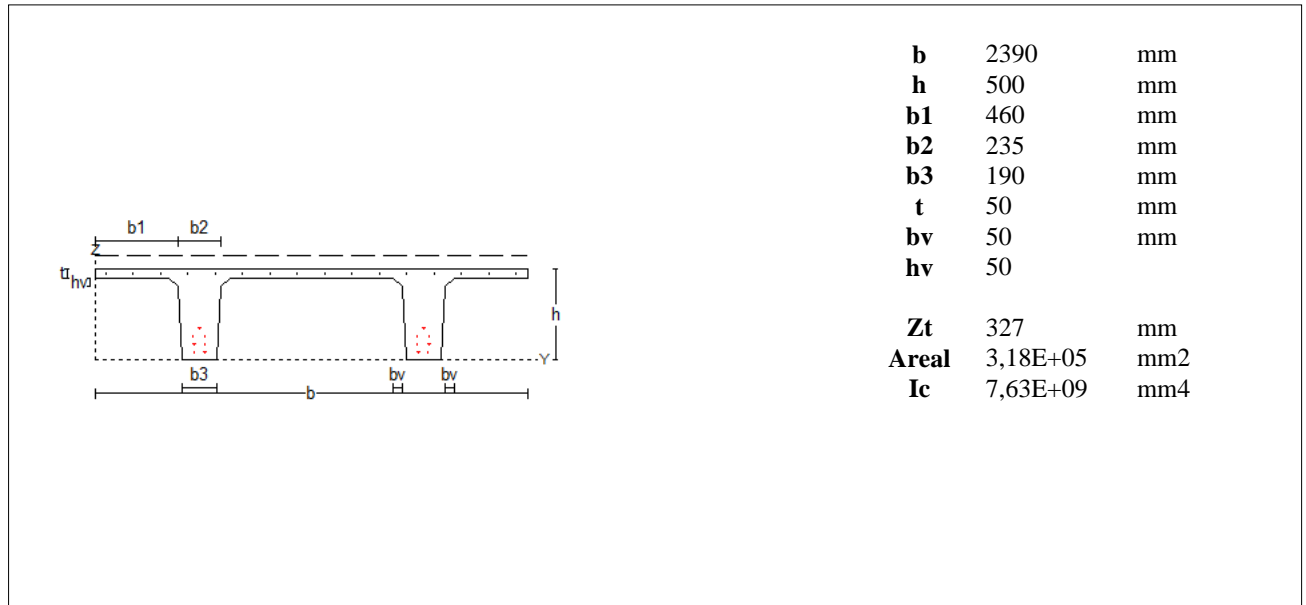 b 2390 mm
h 500 mm
b1 460 mm
b2 235 mm
b3 190 mm
t 50 mm
bv 50 mm
hv 50
Zt 327 mm
Areal 3,18E+05 mm2
Ic 7,63E+09 mm4
b1 b2
Z
t
hv
h
Y
b3 bv bv
b